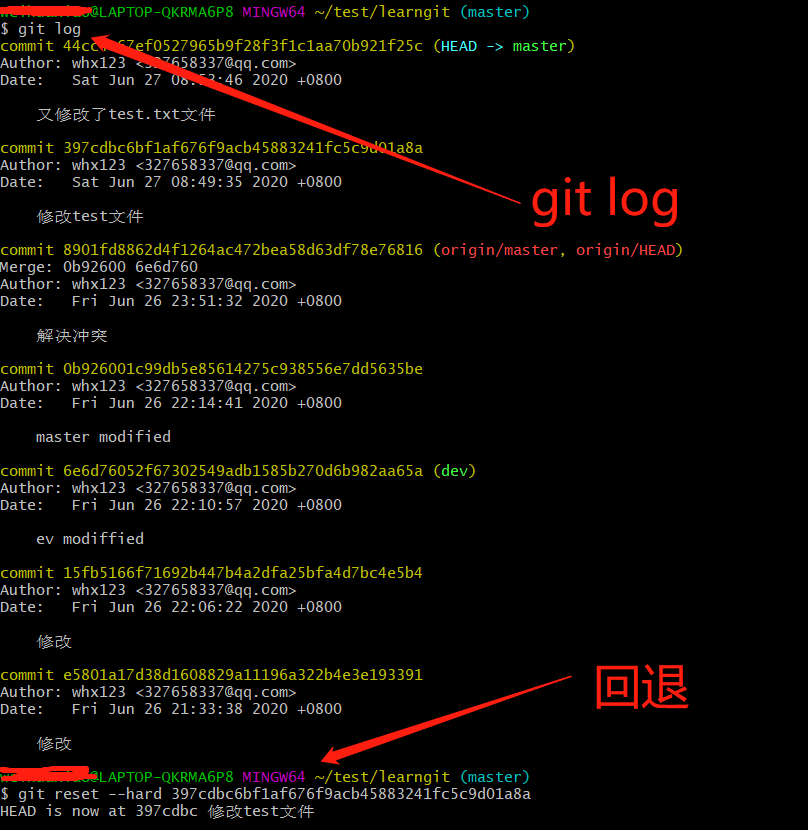 @LAPTOP-QKRMA6P8 MINGW64 ~/test/learngit (master)
$ git log
commit (HEAD -> master)
Author: whx123 <327658337@qq.com>
Date: Sat Jun 27 08:53:46 2020 +0800
又修改了test.txt文件
commit 397cdbc6bf1af676f9acb45883241fc5c9d01a8a
Author: whx123 <327658337@qq.com>
Date: Sat Jun 27 08:49:35 2020 +0800
git log
修改test文件
commit 8901fd8862d4f1264ac472bea58d63df78e76816 (origin/master, origin/HEAD)
Merge: 0b92600 6e6d760
Author: whx123 <327658337@qq.com>
Date: Fri Jun 26 23:51:32 2020 +0800
解决冲突
commit 0b926001c99db5e85614275c938556e7dd5635be
Author: whx123 <327658337@qq.com>
Date: Fri Jun 26 22:14:41 2020 +0800
master modified
commit 6e6d76052f67302549adb1585b270d6b982aa65a (dev)
Author: whx123 <327658337@qq.com>
Date: Fri Jun 26 22:10:57 2020 +0800
ev modiffied
commit 15fb5166f71692b447b4a2dfa25bfa4d7bc4e5b4
Author: whx123 <327658337@qq.com>
Date: Fri Jun 26 22:06:22 2020 +0800
修改
commit e5801a17d38d1608829a11196a322b4e3e193391
Author: whx123 <327658337@qq.com>
Date: Fri Jun 26 21:33:38 2020 +0800
回退
修改
@LAPTOP-QKRMA6P8 MINGW64 ~/test/learngit (master)
$ git reset --hard 397cdbc6bf1af676f9acb45883241fc5c9d01a8a
HEAD is now at 397cdbc 修改test文件